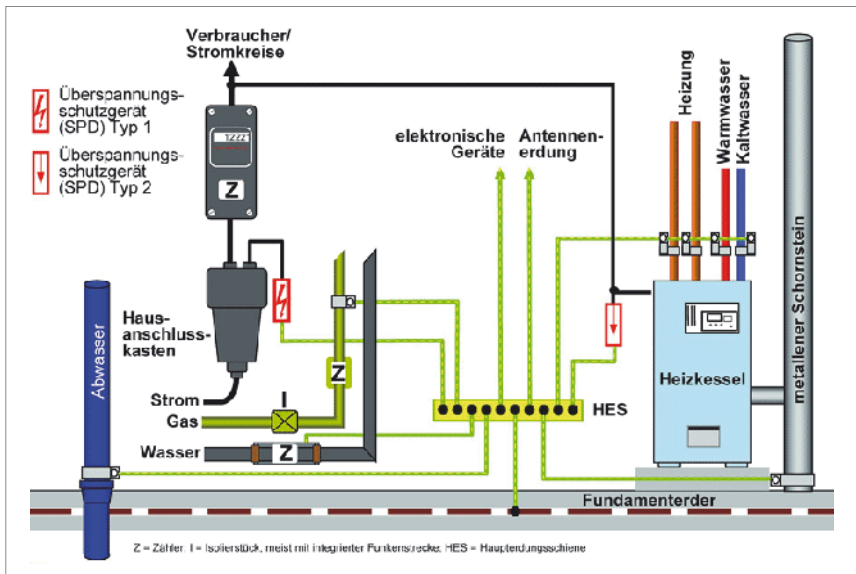 Verbraucher/
Stromkreise
Überspannungs-
schutzgerät
(SPD) Typ 1
Überspannungs-
schutzgerät
(SPD) Typ 2
Z
elektronische
Geräte
Antennen-
erdung
Heizung
Warmwasser
Kaltwasser
metallener Schornstein
Haus-
anschluss-
kasten
Abwasser
Strom
Gas
I
Z
Wasser
Z
HES
Heizkessel
Fundamenterder
Z = Zähler, I = Isolierstück, meist mit integrierter Funkenstrecke; HES = Haupterdungsschiene